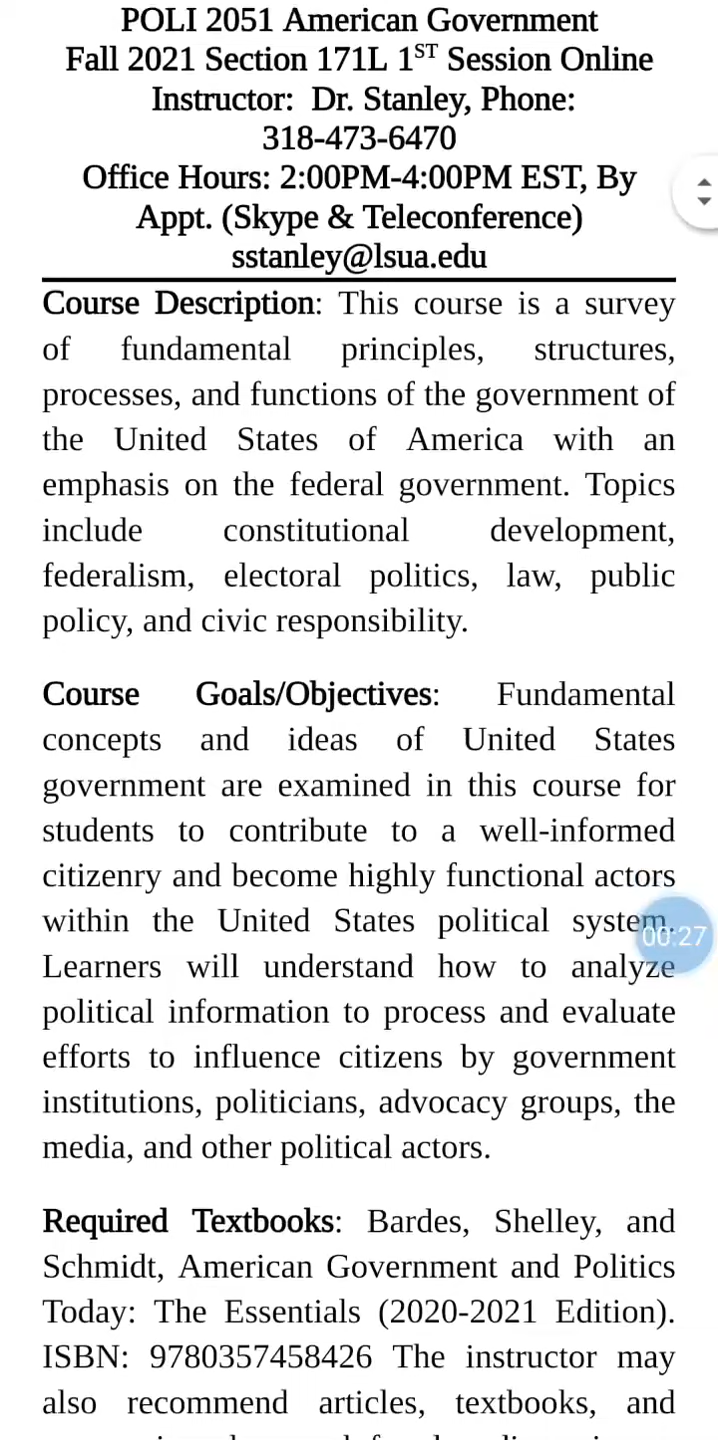 POLI 2051 American Government
Fall 2021 Section 171L 1ST Session Online
Instructor: Dr. Stanley, Phone:
318-473-6470
Office Hours: 2:00PM-4:00PM EST, By
Appt. (Skype & Teleconference)
sstanley@lsua.edu
Course Description: This course is a survey
of fundamental principles, structures,
processes, and functions of the government of
the United States of America with an
emphasis on the federal government. Topics
include constitutional development,
federalism, electoral politics, law, public
policy, and civic responsibility.
Course Goals/Objectives: Fundamental
concepts and ideas of United States
government are examined in this course for
students to contribute to a well-informed
citizenry and become highly functional actors
within the United States political system.
00:27
Learners will understand how to analyze
political information to process and evaluate
efforts to influence citizens by government
institutions, politicians, advocacy groups, the
media, and other political actors.
Required Textbooks: Bardes, Shelley, and
Schmidt, American Government and Politics
Today: The Essentials (2020-2021 Edition).
ISBN: 9780357458426 The instructor may
also recommend articles, textbooks, and